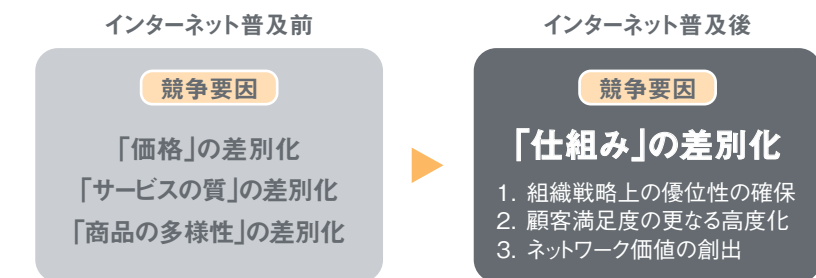 インターネット普及前
競争要因
「価格」の差別化
「サービスの質」の差別化
「商品の多様性」の差別化
インターネット普及後
競争要因
「仕組み」の差別化
1. 組織戦略上の優位性の確保
2. 顧客満足度の更なる高度化
3. ネットワーク価値の創出